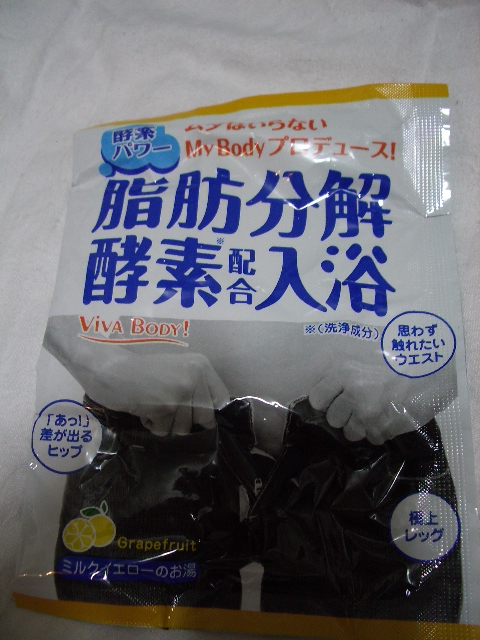 酵素
パワー
ムダはいらない
My Bodyプロデュース!
脂肪分解
酵素※配合入浴
VIVA BODY!
※(洗浄成分)
思わず
触れたい
ウエスト
「あっ!」
差が出る
ヒップ
極上
レッグ
Grapefruit
ミルクイエローのお湯